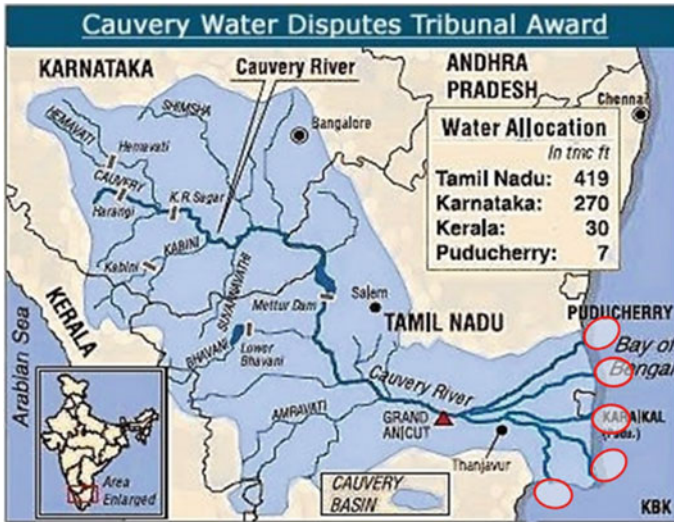 Cauvery Water Disputes Tribunal Award
KARNATAKA
Cauvery River
ANDHRA
PRADESH
Chennai
SHIMSHA
HEMAVATI
Hemavati
Bangalore
Water Allocation
In tmc ft
Tamil Nadu: 419
Karnataka: 270
Kerala: 30
Puducherry: 7
CAUVERY
K.R.Sagar
Harangi
KABINI
Kabini
SUVARNAVATHI
Mettur Dam
Salem
KERALA
TAMIL NADU
PUDUCHERRY
Arabian Sea
BHAVANI
Lower
Bhavani
Bay of
Bengal
Cauvery River
AMRAVATI
GRAND
ANICUT
KARAIKAL
(Pudu.)
Thanjavur
Area
Enlarged
CAUVERY
BASIN
KBK